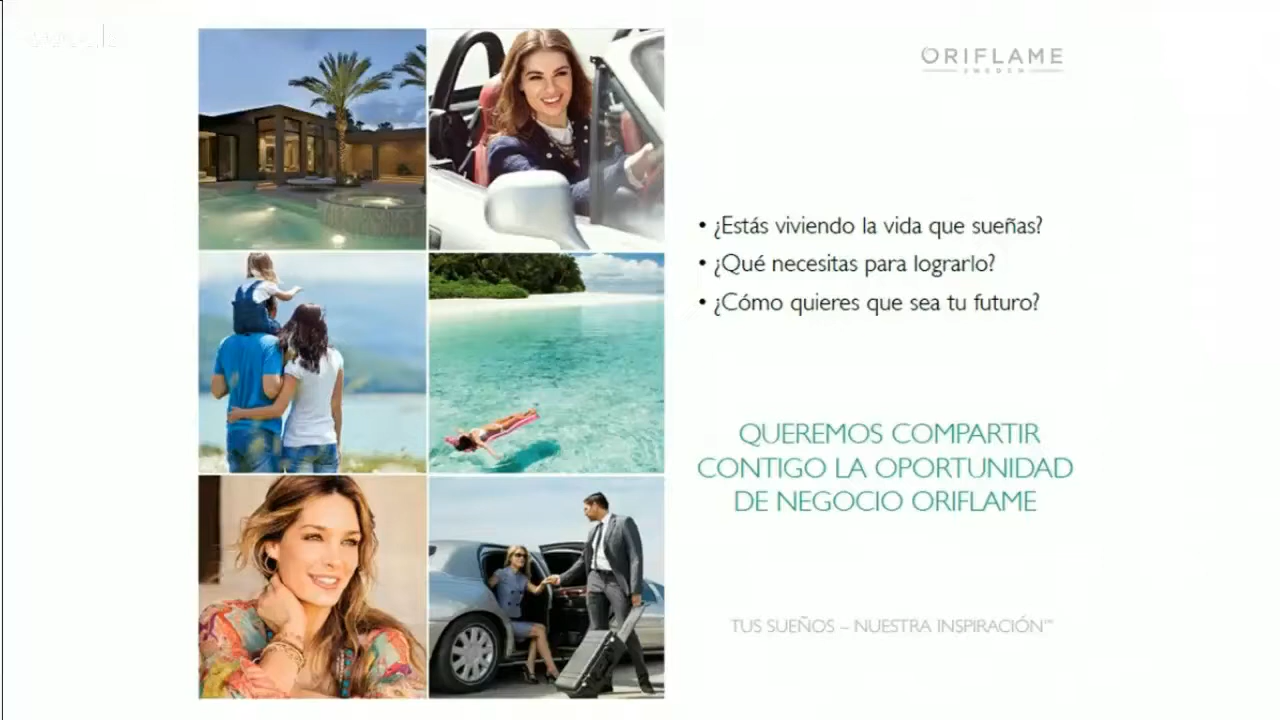 ORIFLAME
SWEDEN
• ¿Estás viviendo la vida que sueñas?
• ¿Qué necesitas para lograrlo?
• ¿Cómo quieres que sea tu futuro?
QUEREMOS COMPARTIR
CONTIGO LA OPORTUNIDAD
DE NEGOCIO ORIFLAME
TUS SUEÑOS – NUESTRA INSPIRACIÓN